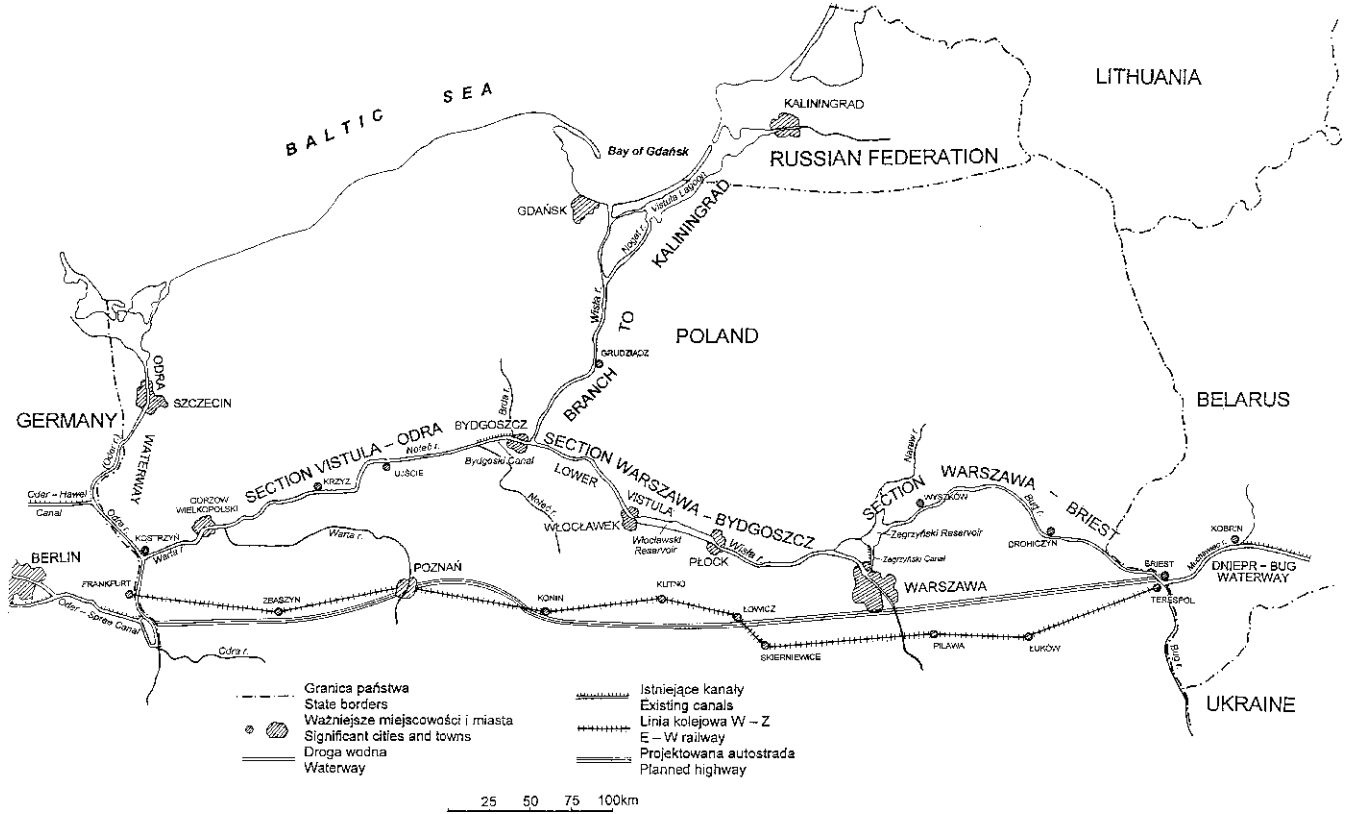 BALTIC SEA
LITHUANIA
KALININGRAD
Bay of Gdańsk
RUSSIAN FEDERATION
Vistula Lagoon
GDAŃSK
Nogat r.
BRANCH TO KALININGRAD
Wisła r.
POLAND
GRUDZIĄDZ
ODRA WATERWAY
SZCZECIN
GERMANY
BELARUS
Brda r.
BYDGOSZCZ
SECTION VISTULA – ODRA
Noteć r.
Bydgoski Canal
SECTION WARSZAWA – BYDGOSZCZ
LOWER VISTULA
Narew r.
SECTION WARSZAWA – BRIEST
Oder r.
UJŚCIE
KRZYŻ
WYSZKÓW
Bug r.
Oder – Hawel
Canal
GORZÓW
WIELKOPOLSKI
Odra r.
Noteć r.
WŁOCŁAWEK
Włocławski
Reservoir
Wisła r.
PŁOCK
Zegrzyński Reservoir
Zegrzyński Canal
DROHICZYN
KOBRIN
Muchawiec r.
KOSTRZYŃ
Warta r.
Warta r.
BERLIN
FRANKFURT
POZNAŃ
KUTNO
WARSZAWA
BRIEST
DNIEPR – BUG
WATERWAY
TERESPOL
ZBĄSZYŃ
KONIN
ŁOWICZ
Oder – Spree Canal
Odra r.
SKIERNIEWICE
PILAWA
ŁUKÓW
Bug r.
UKRAINE
Granica państwa
State borders
Ważniejsze miejscowości i miasta
Significant cities and towns
Droga wodna
Waterway
Istniejące kanały
Existing canals
Linia kolejowa W – Z
E – W railway
Projektowana autostrada
Planned highway
25 50 75 100km